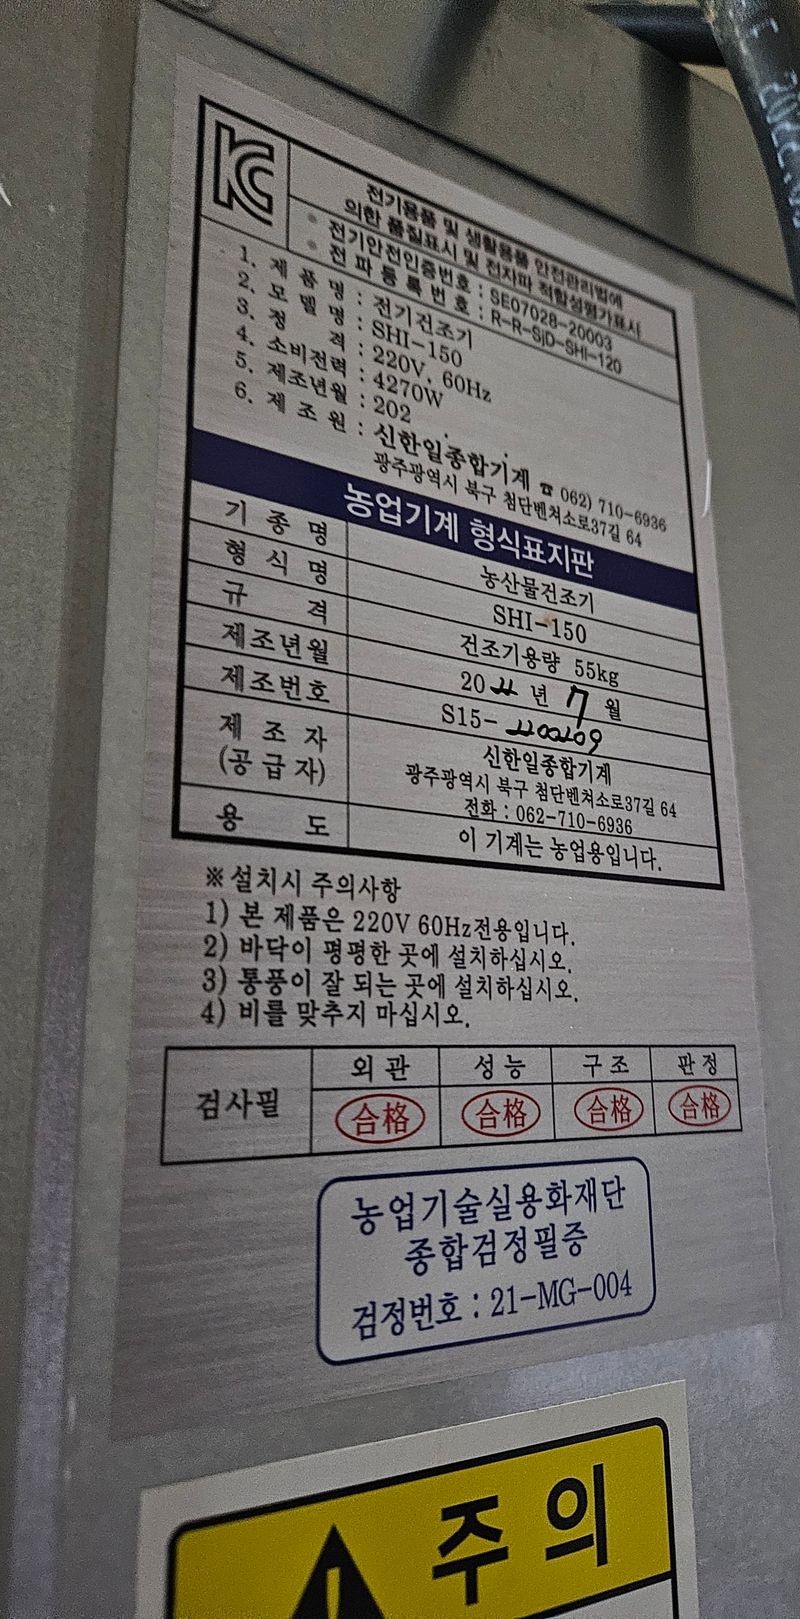 전기용품 및 생활용품 안전관리법에
의한 품질표시 및 전자파 적합성평가표시
전기안전인증번호 : SE07028-20003
전 파 등 록 번 호 : R-R-SjD-SHI-120
1. 제 품 명 : 전기건조기
2. 모 델 명 : SHI-150
3. 정 격 : 220V, 60Hz
4. 소비전력 : 4270W
5. 제조년월 : 202
6. 제 조 원 : 신한일종합기계 ☎ 062) 710-6936
광주광역시 북구 첨단벤쳐소로37길 64
농업기계 형식표지판
기 종 명 농산물건조기
형 식 명 SHI-150
규 격 건조기용량 55kg
제조년월 2022 년 7 월
제조번호 S15-
제 조 자 신한일종합기계
(공 급 자) 광주광역시 북구 첨단벤쳐소로37길 64
전화 : 062-710-6936
용 도 이 기계는 농업용입니다.
※ 설치시 주의사항
1) 본 제품은 220V 60Hz전용입니다.
2) 바닥이 평평한 곳에 설치하십시오.
3) 통풍이 잘 되는 곳에 설치하십시오.
4) 비를 맞추지 마십시오.
외 관 성 능 구 조 판 정
검사필 合格 合格 合格 合格
농업기술실용화재단
종합검정필증
검정번호 : 21-MG-004
주 의